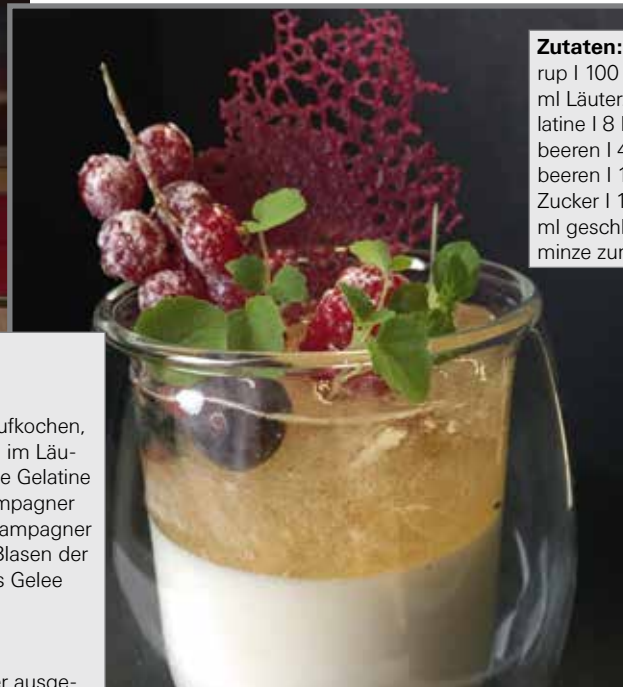 Zutaten:
rup I 100
ml Läuter
latine I 8
beeren I 4
beeren I 1
Zucker I 1
ml geschl
minze zur
ufkochen,
im Läu-
e Gelatine
mpagner
hampagner
Blasen der
s Gelee
er ausge-